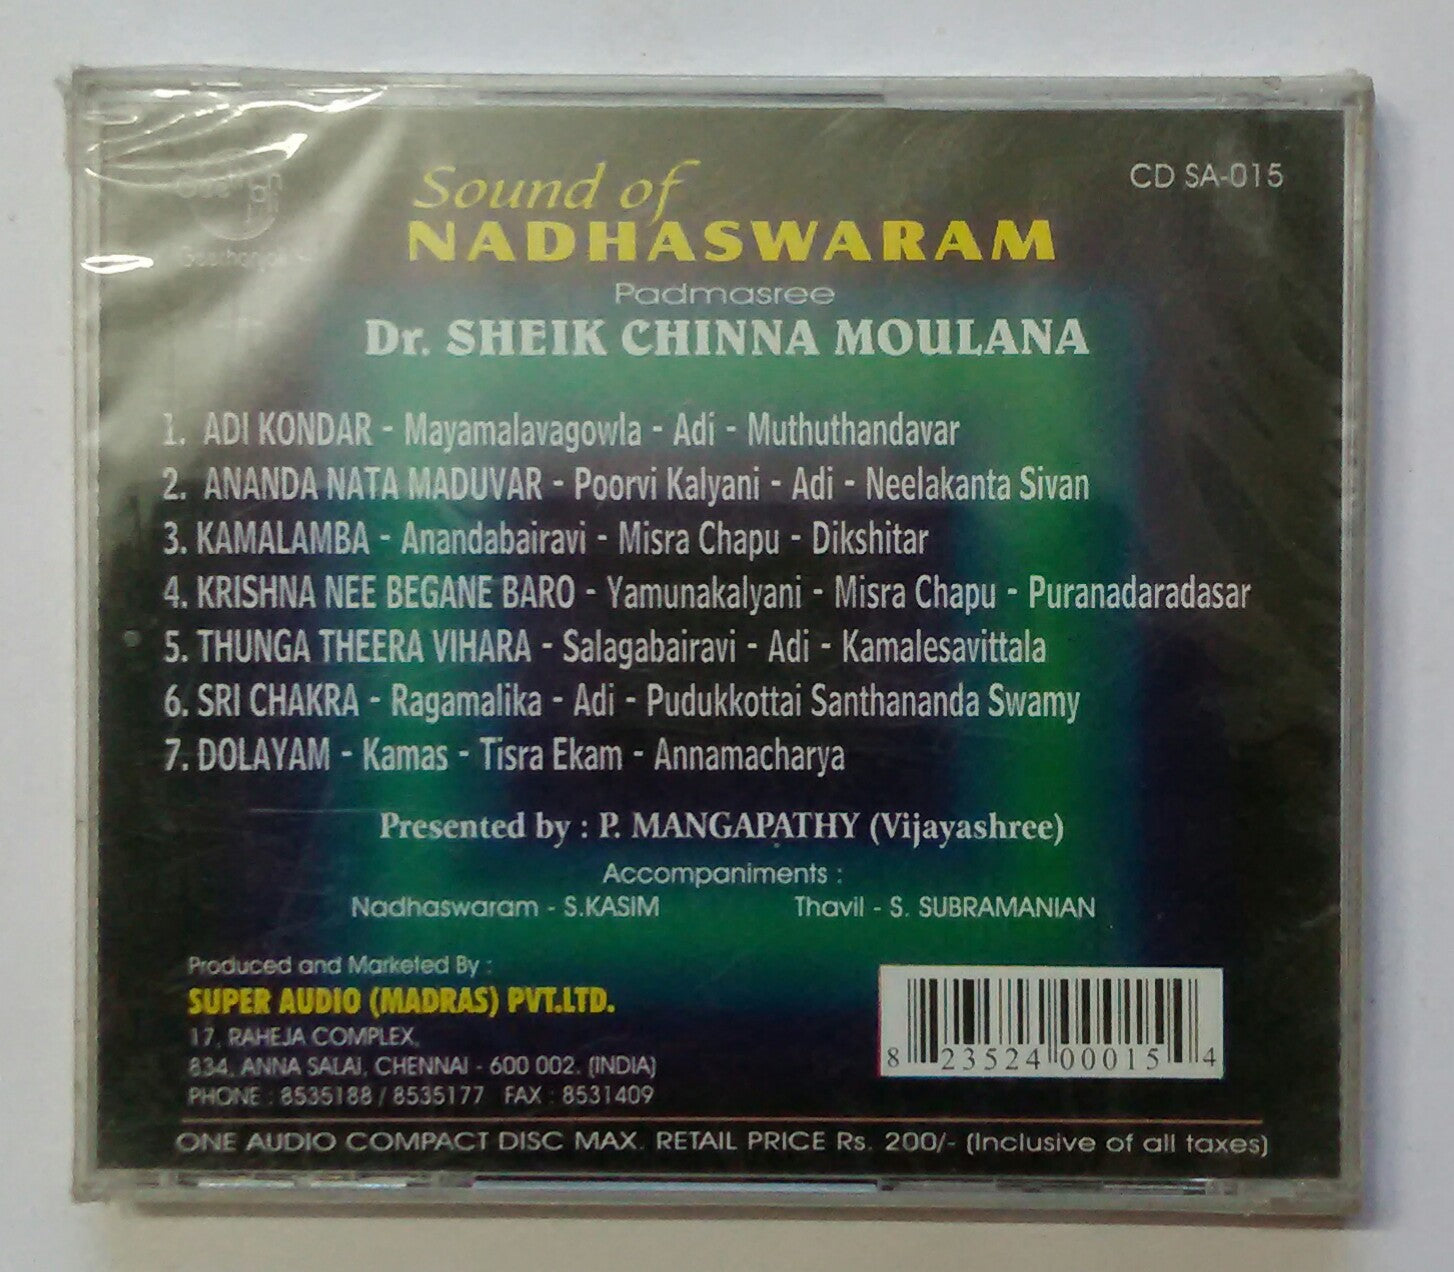 CD SA-015
Sound of
NADHASWARAM
Padmasree
Dr. SHEIK CHINNA MOULANA
1. ADI KONDAR - Mayamalavagowla - Adi - Muthuthandavar
2. ANANDA NATA MADUVAR - Poorvi Kalyani - Adi - Neelakanta Sivan
3. KAMALAMBA - Anandabairavi - Misra Chapu - Dikshitar
4. KRISHNA NEE BEGANE BARO - Yamunakalyani - Misra Chapu - Puranadaradasar
5. THUNGA THEERA VIHARA - Salagabairavi - Adi - Kamalesavittala
6. SRI CHAKRA - Ragamalika - Adi - Pudukkottai Santhananda Swamy
7. DOLAYAM - Kamas - Tisra Ekam - Annamacharya
Presented by : P. MANGAPATHY (Vijayashree)
Accompaniments :
Nadhaswaram - S.KASIM Thavil - S. SUBRAMANIAN
Produced and Marketed By :
SUPER AUDIO (MADRAS) PVT.LTD.
17, RAHEJA COMPLEX,
834, ANNA SALAI, CHENNAI - 600 002. (INDIA)
PHONE : 8535188 / 8535177 FAX : 8531409
8 23524 00015 4
ONE AUDIO COMPACT DISC MAX. RETAIL PRICE Rs. 200/- (Inclusive of all taxes)